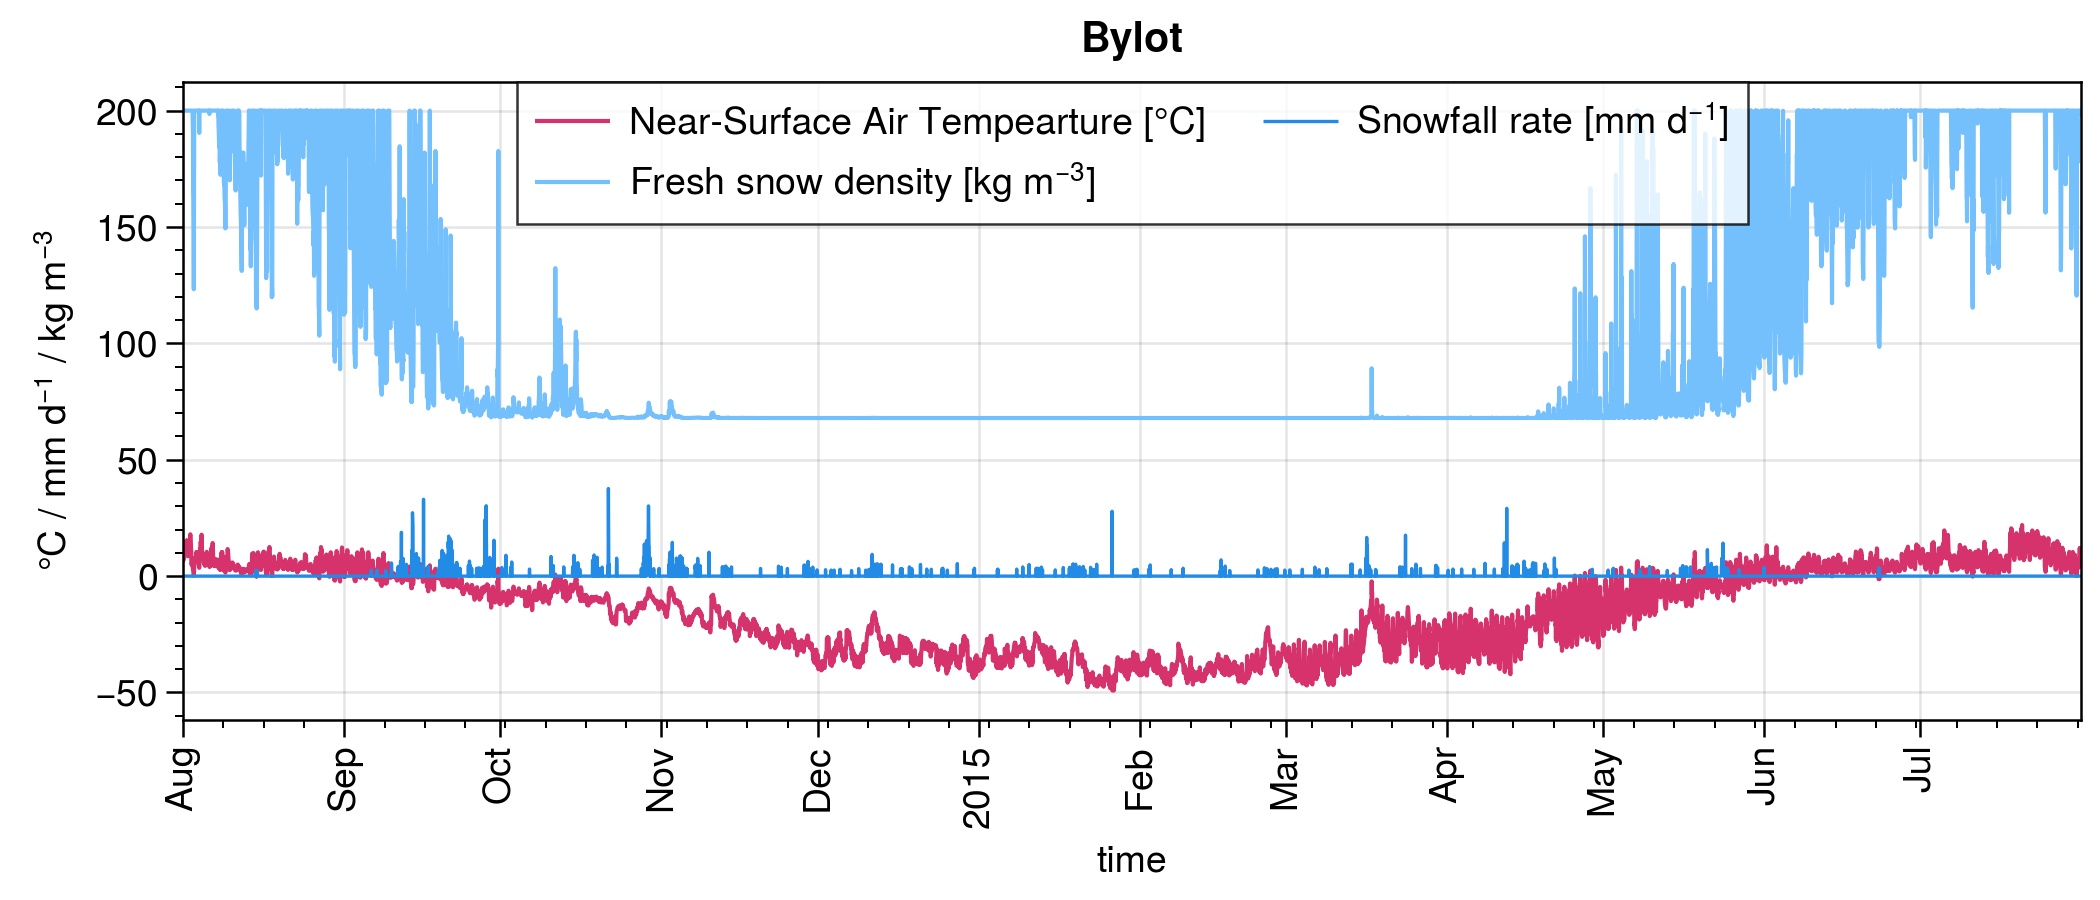 Bylot
Near-Surface Air Tempearture [°C]
Snowfall rate [mm d⁻¹]
Fresh snow density [kg m⁻³]
°C / mm d⁻¹ / kg m⁻³
200
150
100
50
0
−50
Aug
Sep
Oct
Nov
Dec
2015
Feb
Mar
Apr
May
Jun
Jul
time